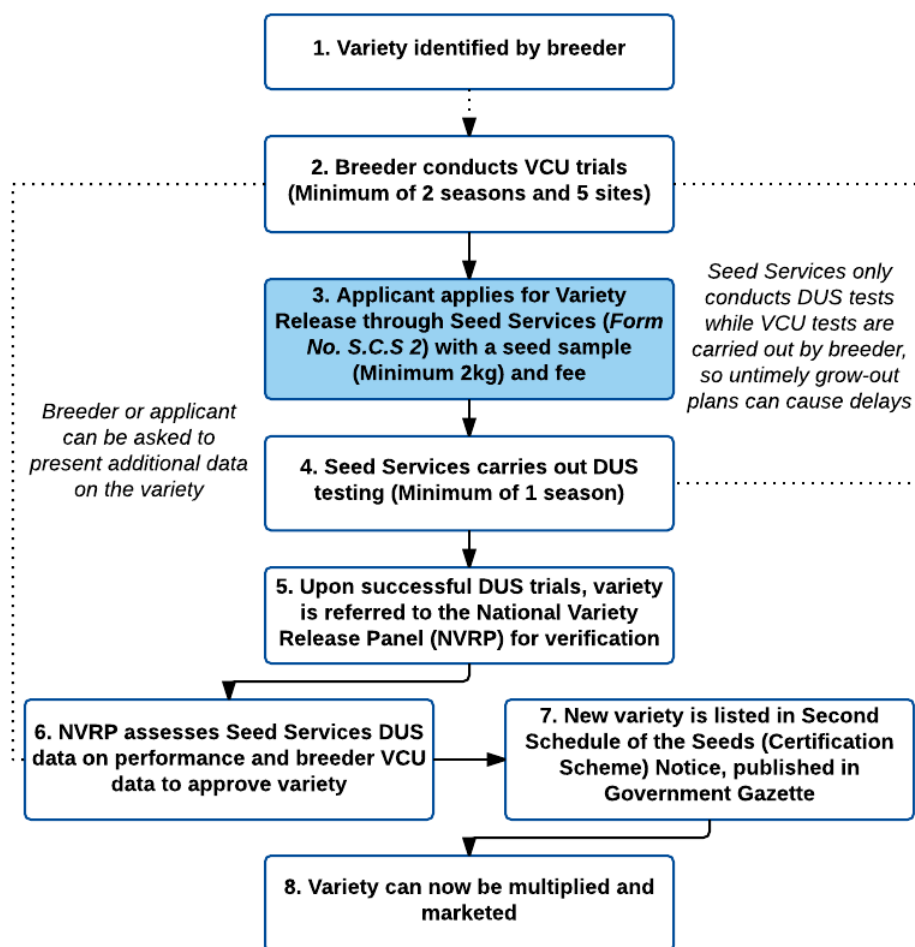 1. Variety identified by breeder
2. Breeder conducts VCU trials
(Minimum of 2 seasons and 5 sites)
3. Applicant applies for Variety
Release through Seed Services (Form
No. S.C.S 2) with a seed sample
(Minimum 2kg) and fee
Seed Services only
conducts DUS tests
while VCU tests are
carried out by breeder,
so untimely grow-out
plans can cause delays
Breeder or applicant
can be asked to
present additional data
on the variety
4. Seed Services carries out DUS
testing (Minimum of 1 season)
5. Upon successful DUS trials, variety
is referred to the National Variety
Release Panel (NVRP) for verification
6. NVRP assesses Seed Services DUS
data on performance and breeder VCU
data to approve variety
7. New variety is listed in Second
Schedule of the Seeds (Certification
Scheme) Notice, published in
Government Gazette
8. Variety can now be multiplied and
marketed